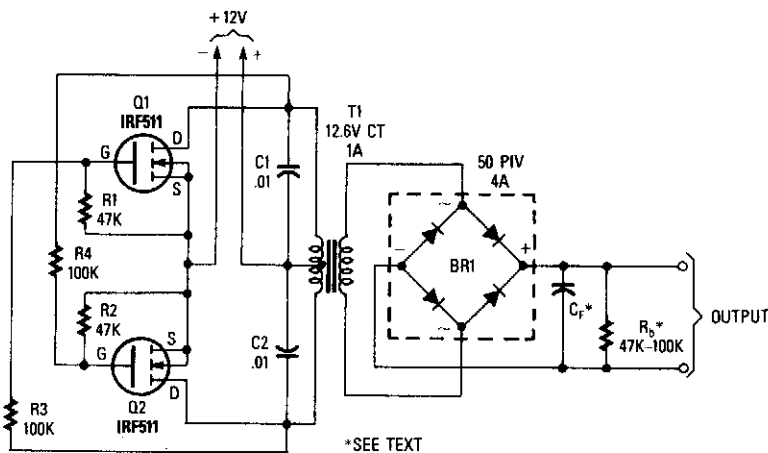 +12V
- +
Q1
IRF511
D
G
S
R1
47K
R4
100K
R2
47K
S
G
D
Q2
IRF511
R3
100K
C1
.01
C2
.01
T1
12.6V CT
1A
50 PIV
4A
~
- +
BR1
~
CF*
Rb*
47K-100K
OUTPUT
*SEE TEXT